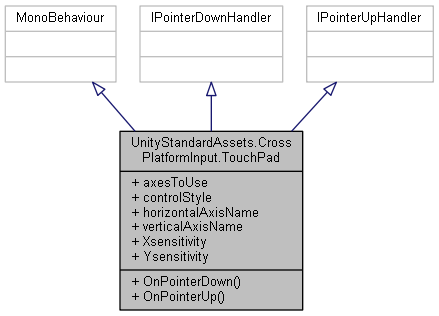 MonoBehaviour
IPointerDownHandler
IPointerUpHandler
UnityStandardAssets.Cross
PlatformInput.TouchPad
+ axesToUse
+ controlStyle
+ horizontalAxisName
+ verticalAxisName
+ Xsensitivity
+ Ysensitivity
+ OnPointerDown()
+ OnPointerUp()